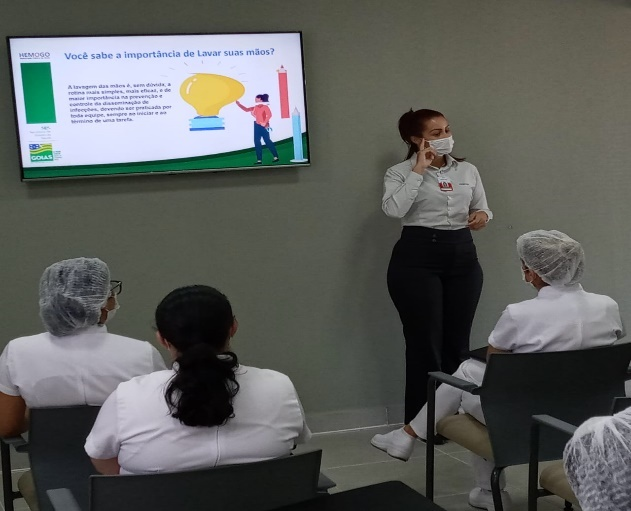 HEMOGO
Você sabe a importância de Lavar suas mãos?
A lavagem das mãos é, sem dúvida, a
rotina mais simples, mais eficaz, e de
maior importância na prevenção e
controle da disseminação de
infecções, devendo ser praticada por
toda equipe, sempre ao iniciar e ao
término de uma tarefa.
GOIÁS